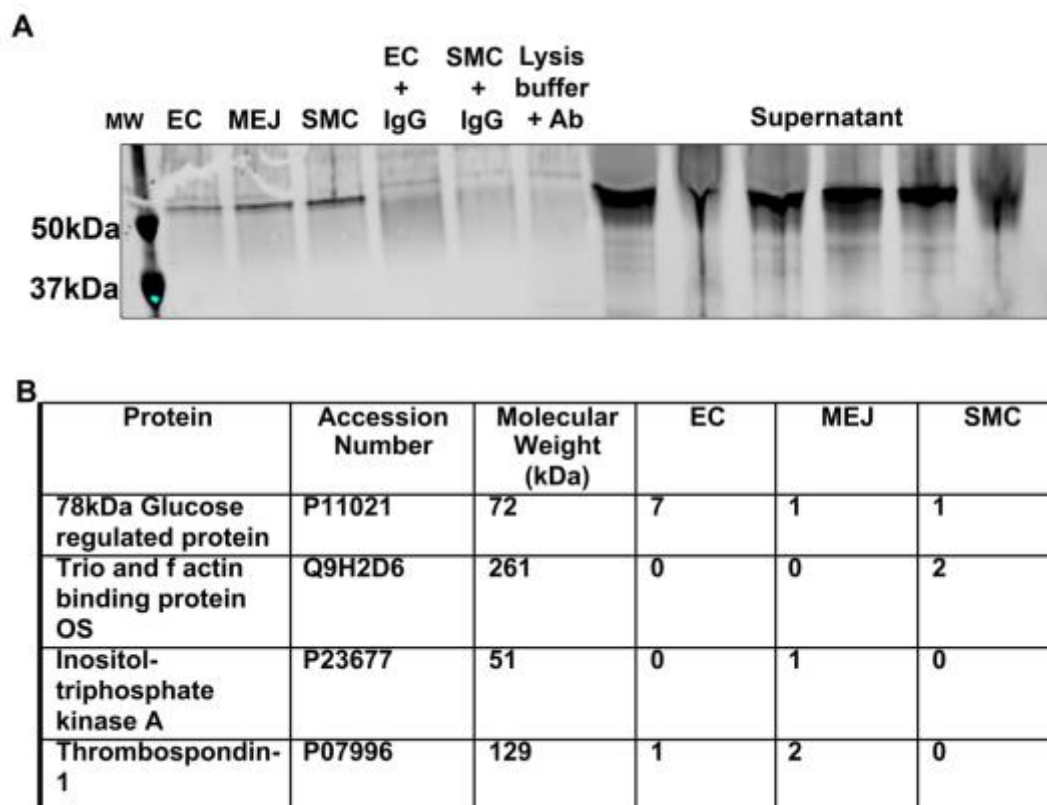 A
EC + IgG
SMC + IgG
Lysis buffer + Ab
MW EC MEJ SMC
Supernatant
50kDa
37kDa
B
Protein Accession Number Molecular Weight (kDa) EC MEJ SMC
78kDa Glucose regulated protein P11021 72 7 1 1
Trio and f actin binding protein OS Q9H2D6 261 0 0 2
Inositol-triphosphate kinase A P23677 51 0 1 0
Thrombospondin-1 P07996 129 1 2 0